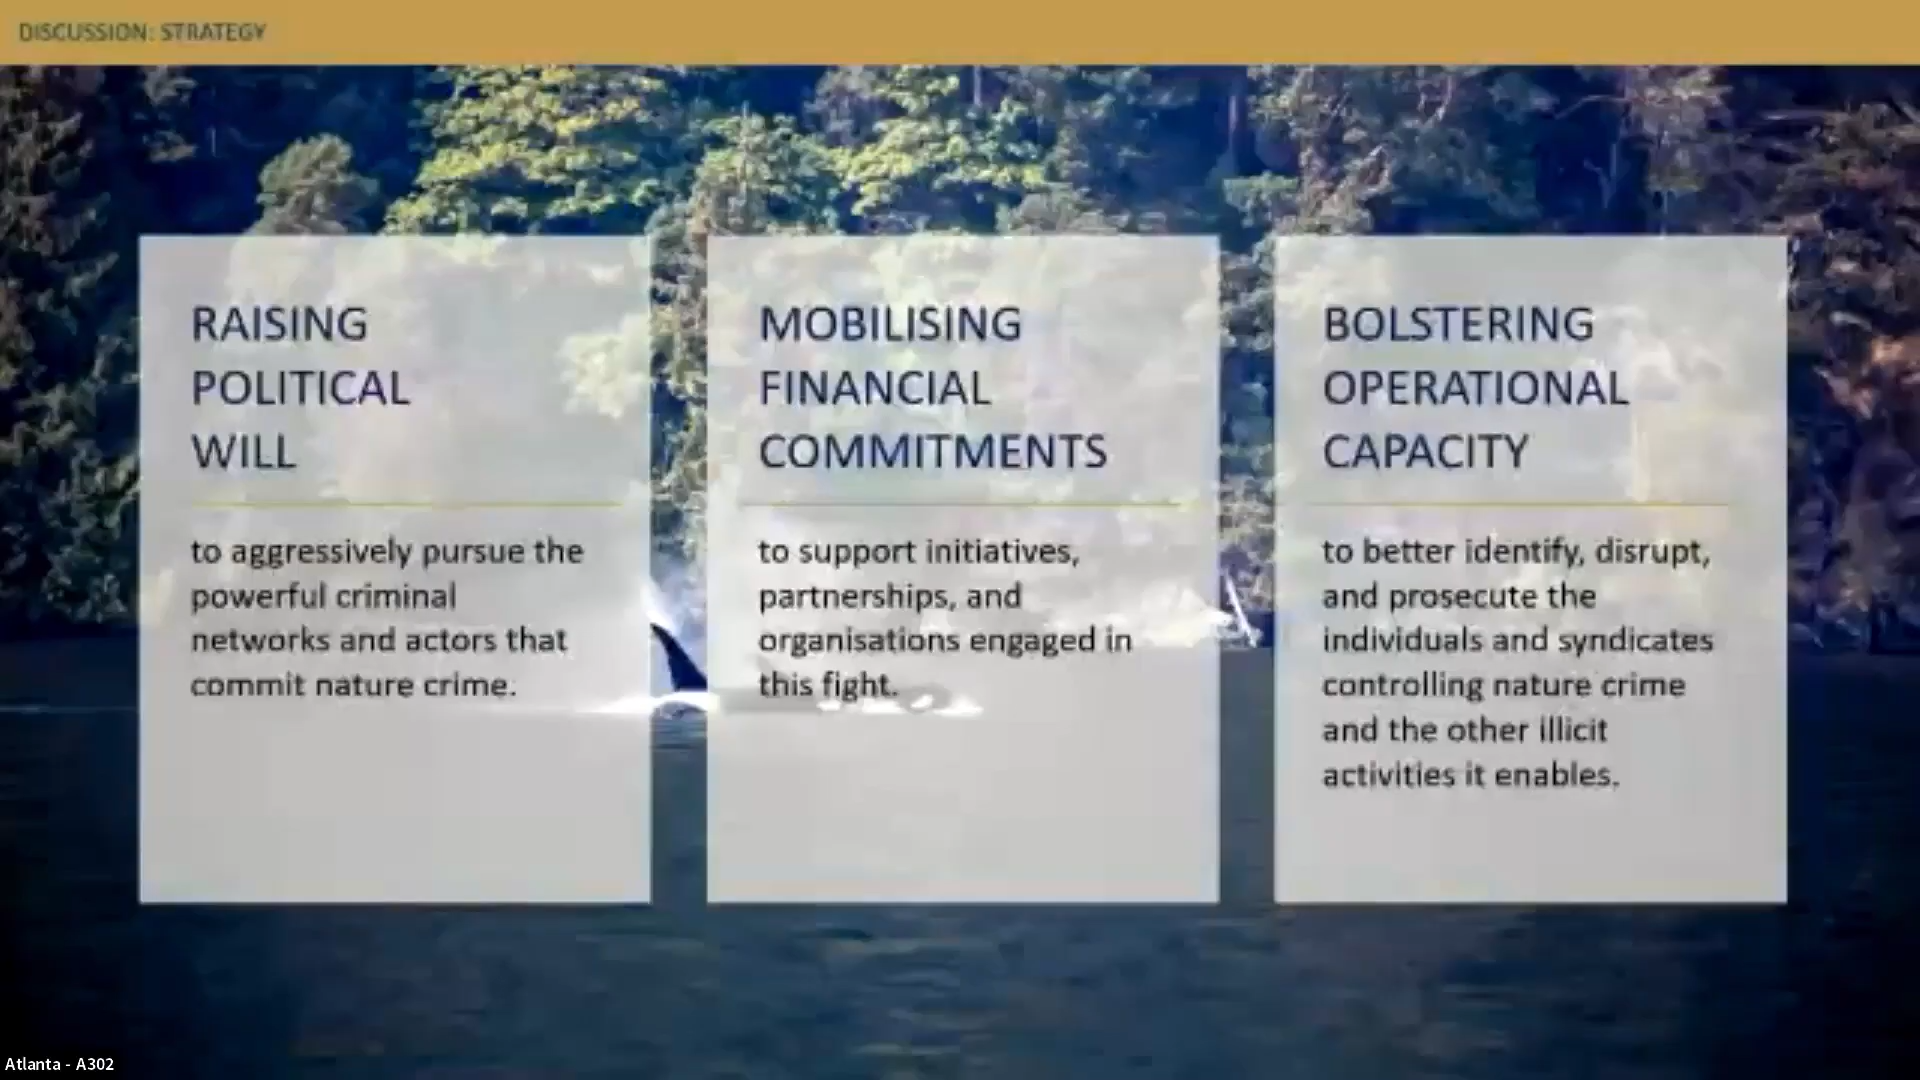 DISCUSSION: STRATEGY
RAISING
POLITICAL
WILL
to aggressively pursue the
powerful criminal
networks and actors that
commit nature crime.
MOBILISING
FINANCIAL
COMMITMENTS
to support initiatives,
partnerships, and
organisations engaged in
this fight.
BOLSTERING
OPERATIONAL
CAPACITY
to better identify, disrupt,
and prosecute the
individuals and syndicates
controlling nature crime
and the other illicit
activities it enables.
Atlanta - A302